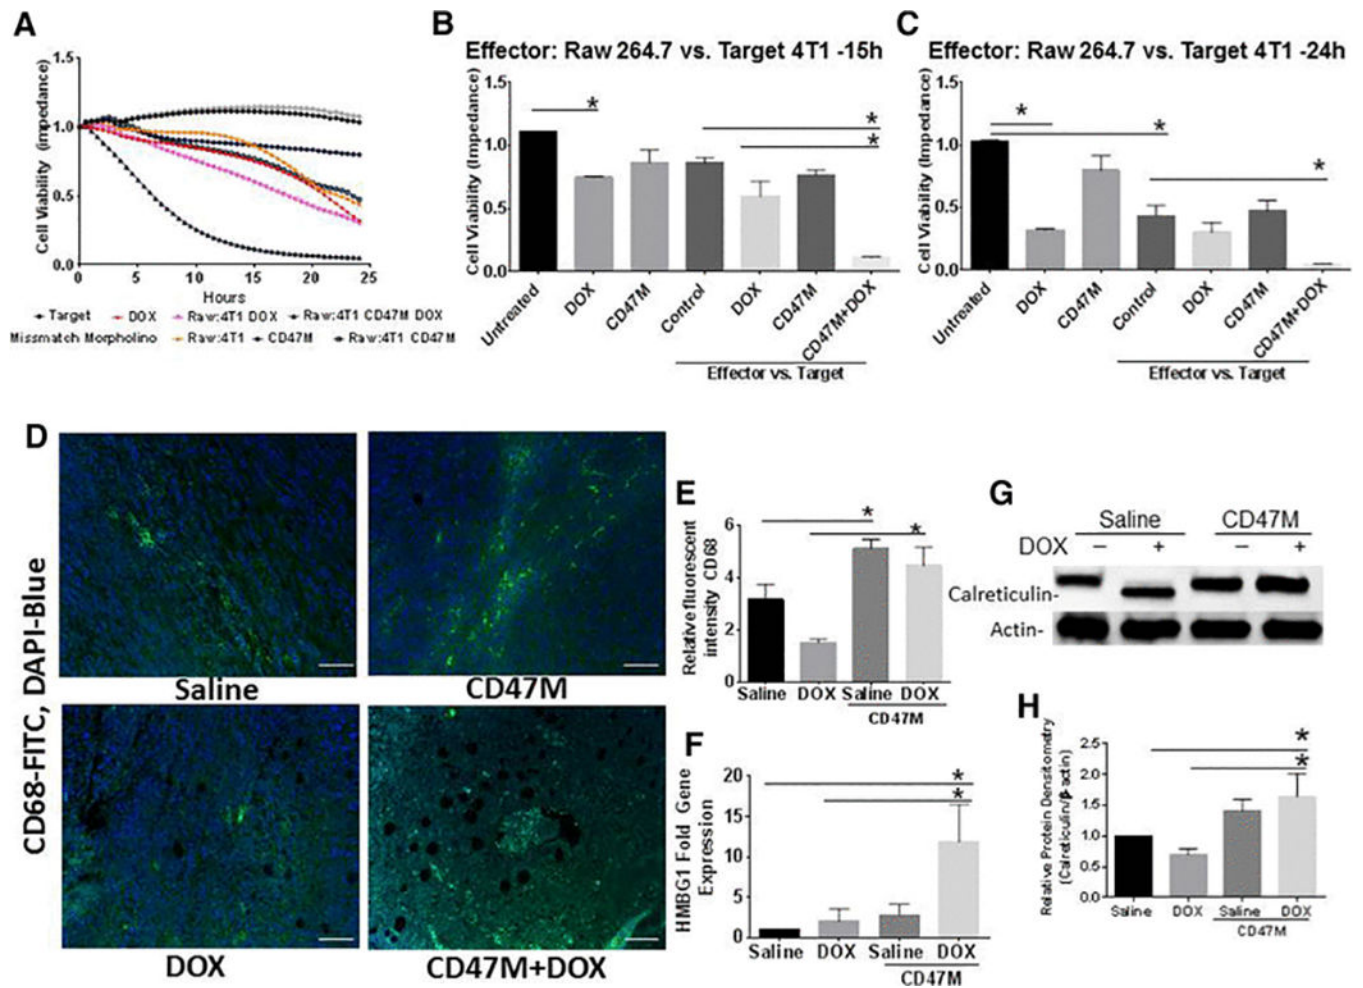 A
1.5
1.0
0.5
0.0
Cell Viability (impedance)
0 5 10 15 20 25
Hours
Target DOX Raw:4T1 DOX Raw:4T1 CD47M DOX
Missmatch Morpholino Raw:4T1 CD47M Raw:4T1 CD47M
B
Effector: Raw 264.7 vs. Target 4T1 -15h
1.5
1.0
0.5
0.0
Cell Viability (Impedance)
*
*
*
Untreated DOX CD47M Control DOX CD47M CD47M+DOX
Effector vs. Target
C
Effector: Raw 264.7 vs. Target 4T1 -24h
1.5
1.0
0.5
0.0
Cell Viability (Impedance)
*
*
*
Untreated DOX CD47M Control DOX CD47M CD47M+DOX
Effector vs. Target
D
CD68-FITC, DAPI-Blue
Saline CD47M
DOX CD47M+DOX
E
6
4
2
0
Relative fluorescent
intensity CD68
*
*
Saline DOX Saline DOX
CD47M
F
20
15
10
5
0
HMBG1 Fold Gene
Expression
*
*
Saline DOX Saline DOX
CD47M
G
Saline CD47M
DOX – + – +
Calreticulin-
Actin-
H
2.5
2.0
1.5
1.0
0.5
0.0
Relative Protein Densitometry
(Calreticulin/β-actin)
*
*
Saline DOX Saline DOX
CD47M